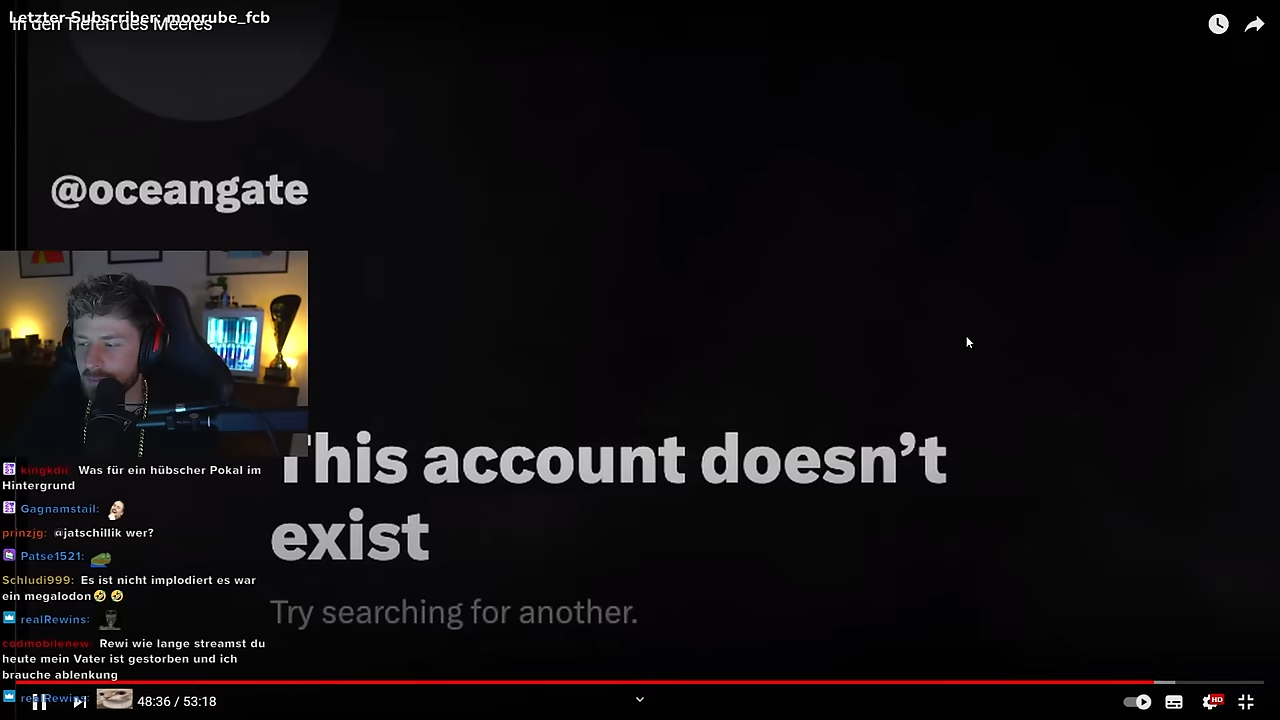 Letzter Subscriber: moorube_fcb
In den Tiefen des Meeres
@oceangate
This account doesn’t
exist
Try searching for another.
kingkdii: Was für ein hübscher Pokal im
Hintergrund
Gagnamstail:
prinzjg: @jatschillik wer?
Patse1521:
Schludi999: Es ist nicht implodiert es war
ein megalodon🤣 🤣
realRewins:
codmobilenew: Rewi wie lange streamst du
heute mein Vater ist gestorben und ich
brauche ablenkung
realRewins:
48:36 / 53:18
HD